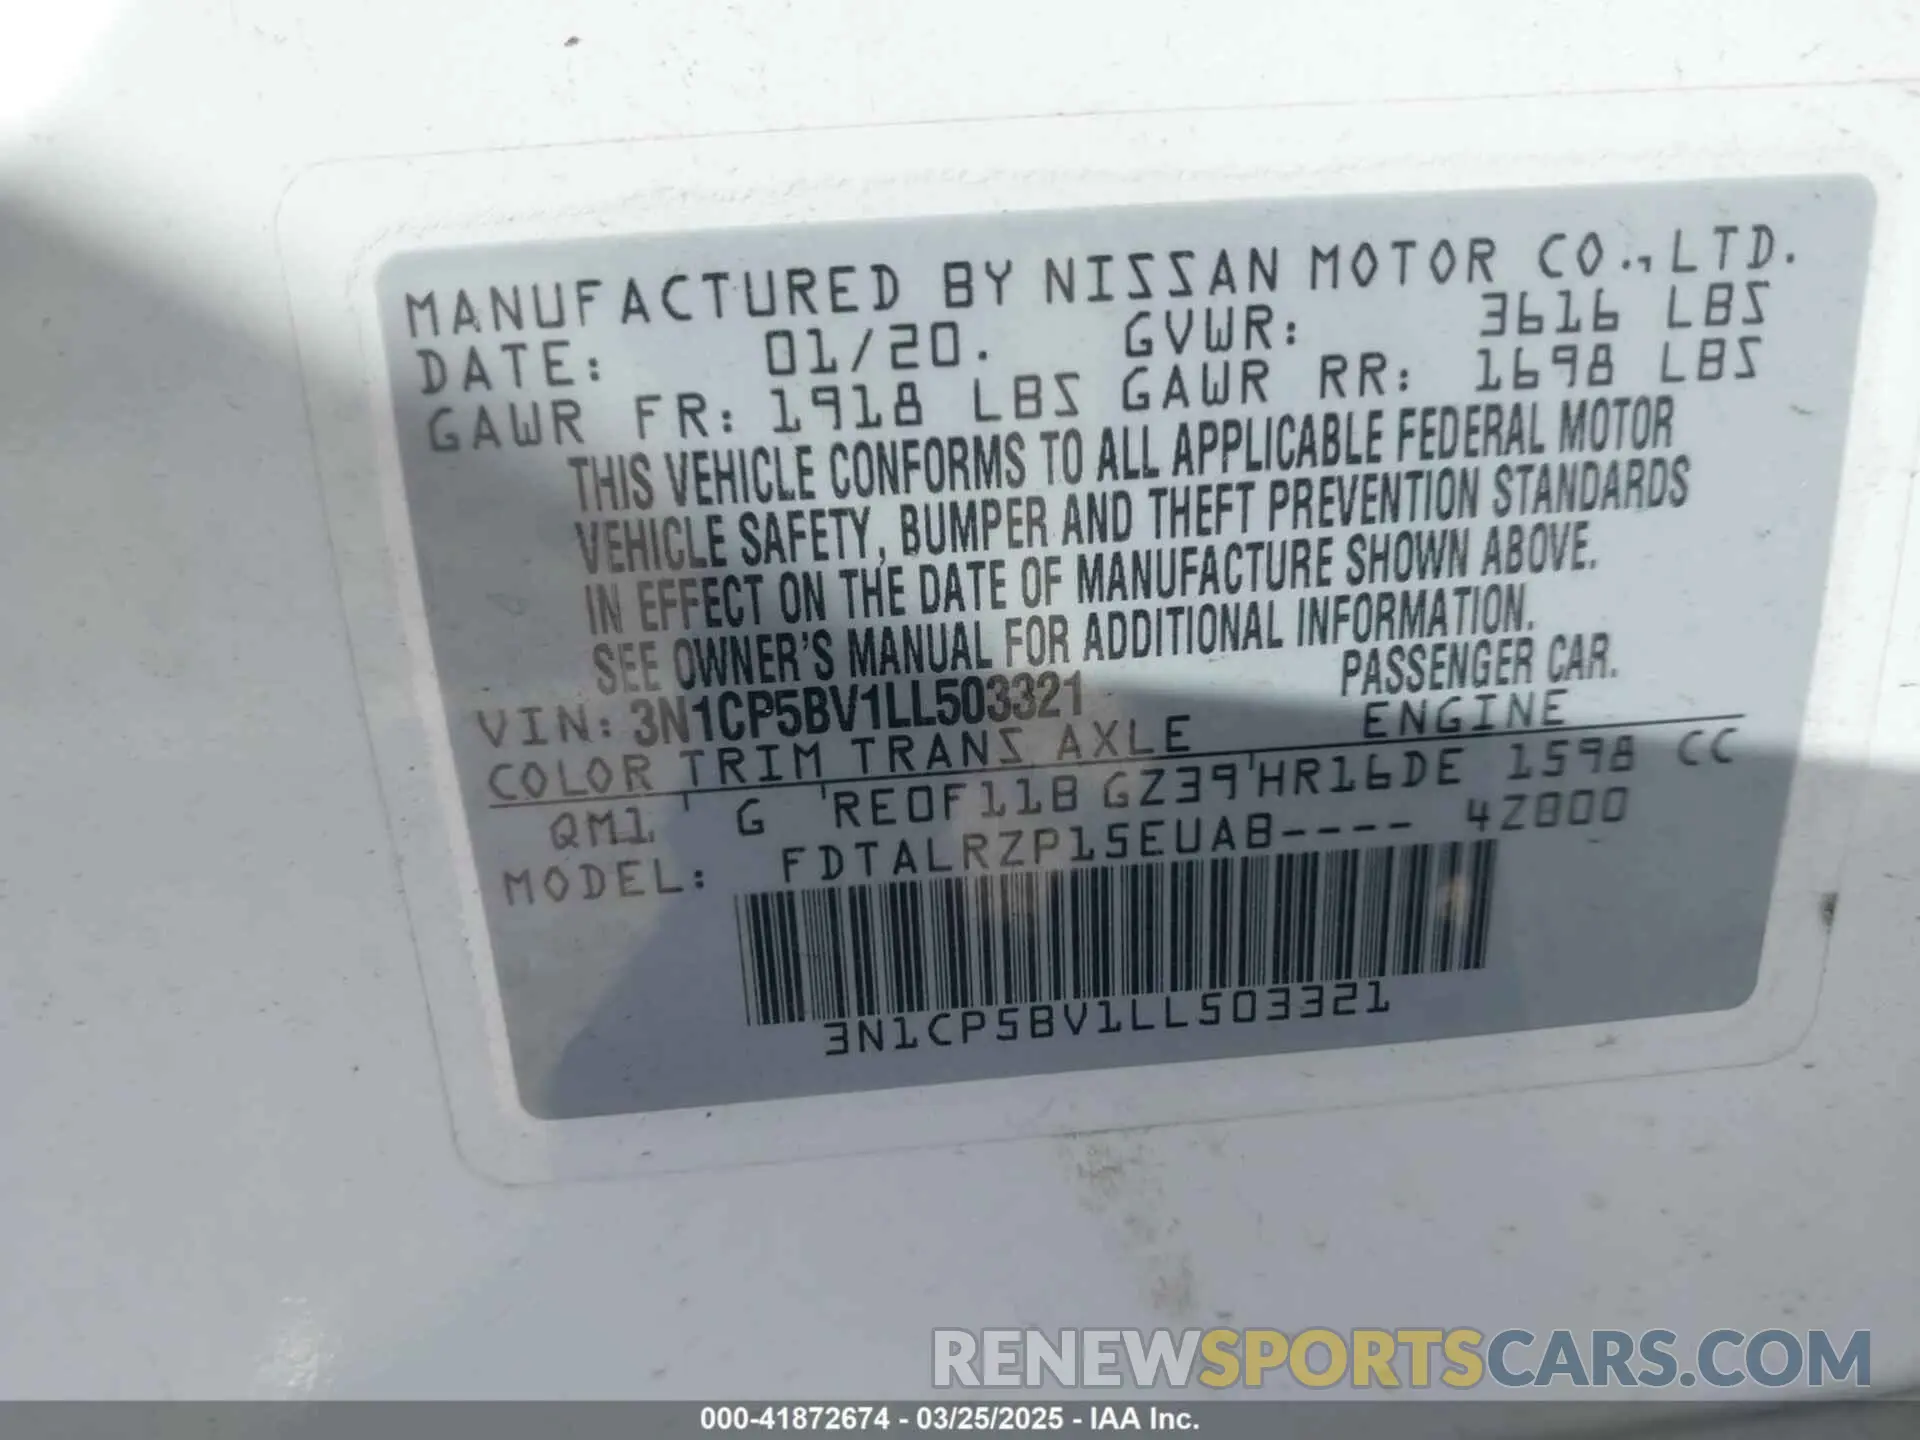 MANUFACTURED BY NISSAN MOTOR CO.,LTD.
DATE: 01/20. GVWR: 3616 LBS
GAWR FR: 1918 LBS GAWR RR: 1698 LBS
THIS VEHICLE CONFORMS TO ALL APPLICABLE FEDERAL MOTOR
VEHICLE SAFETY, BUMPER AND THEFT PREVENTION STANDARDS
IN EFFECT ON THE DATE OF MANUFACTURE SHOWN ABOVE.
SEE OWNER'S MANUAL FOR ADDITIONAL INFORMATION.
VIN: 3N1CP5BV1LL503321 PASSENGER CAR.
COLOR TRIM TRANS AXLE ENGINE
QM1 G RE0F11B GZ39 HR16DE 1598 CC
MODEL: FDTALRZP15EUAB---- 4Z800
3N1CP5BV1LL503321
RENEWSPORTSCARS.COM
000-41872674 - 03/25/2025 - IAA Inc.